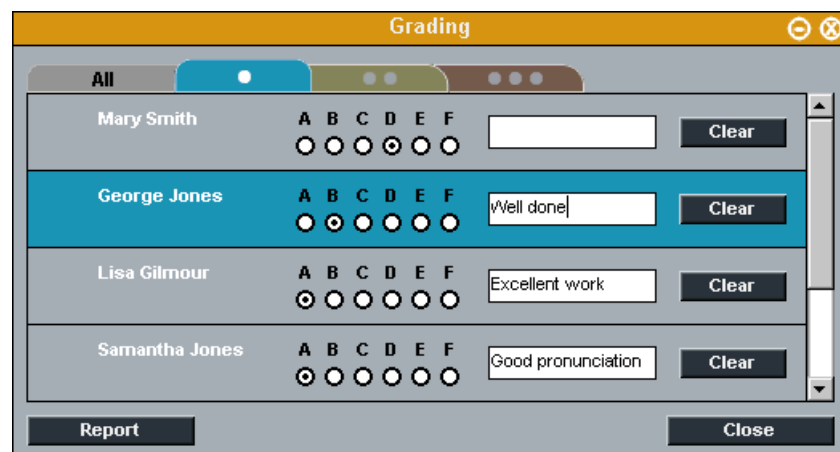 Grading
All
Mary Smith A B C D E F Clear
George Jones A B C D E F Well done Clear
Lisa Gilmour A B C D E F Excellent work Clear
Samantha Jones A B C D E F Good pronunciation Clear
Report Close